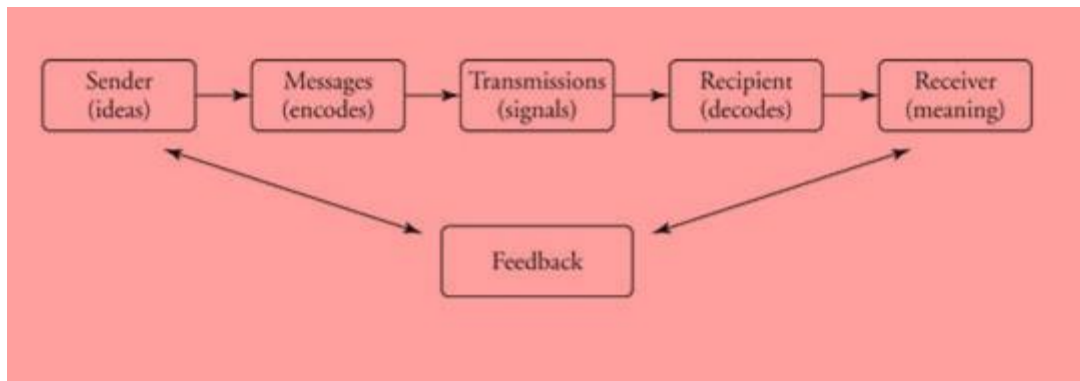 Sender
(ideas)
Messages
(encodes)
Transmissions
(signals)
Recipient
(decodes)
Receiver
(meaning)
Feedback